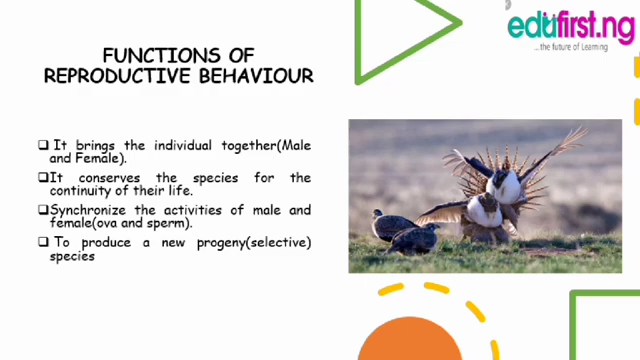 edufirst.ng
...the future of Learning
FUNCTIONS OF
REPRODUCTIVE BEHAVIOUR
It brings the individual together(Male
and Female).
It conserves the species for the
continuity of their life.
Synchronize the activities of male and
female(ova and sperm).
To produce a new progeny(selective)
species